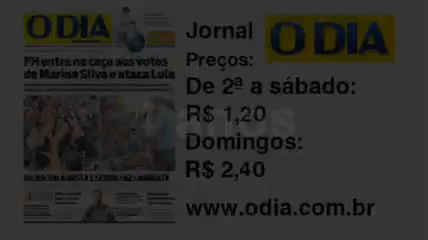 O DIA
FH entra na caça aos votos
de Marina Silva e ataca Lula
Jornal
O DIA
Preços:
De 2ª a sábado:
R$ 1,20
anos
Domingos:
R$ 2,40
www.odia.com.br